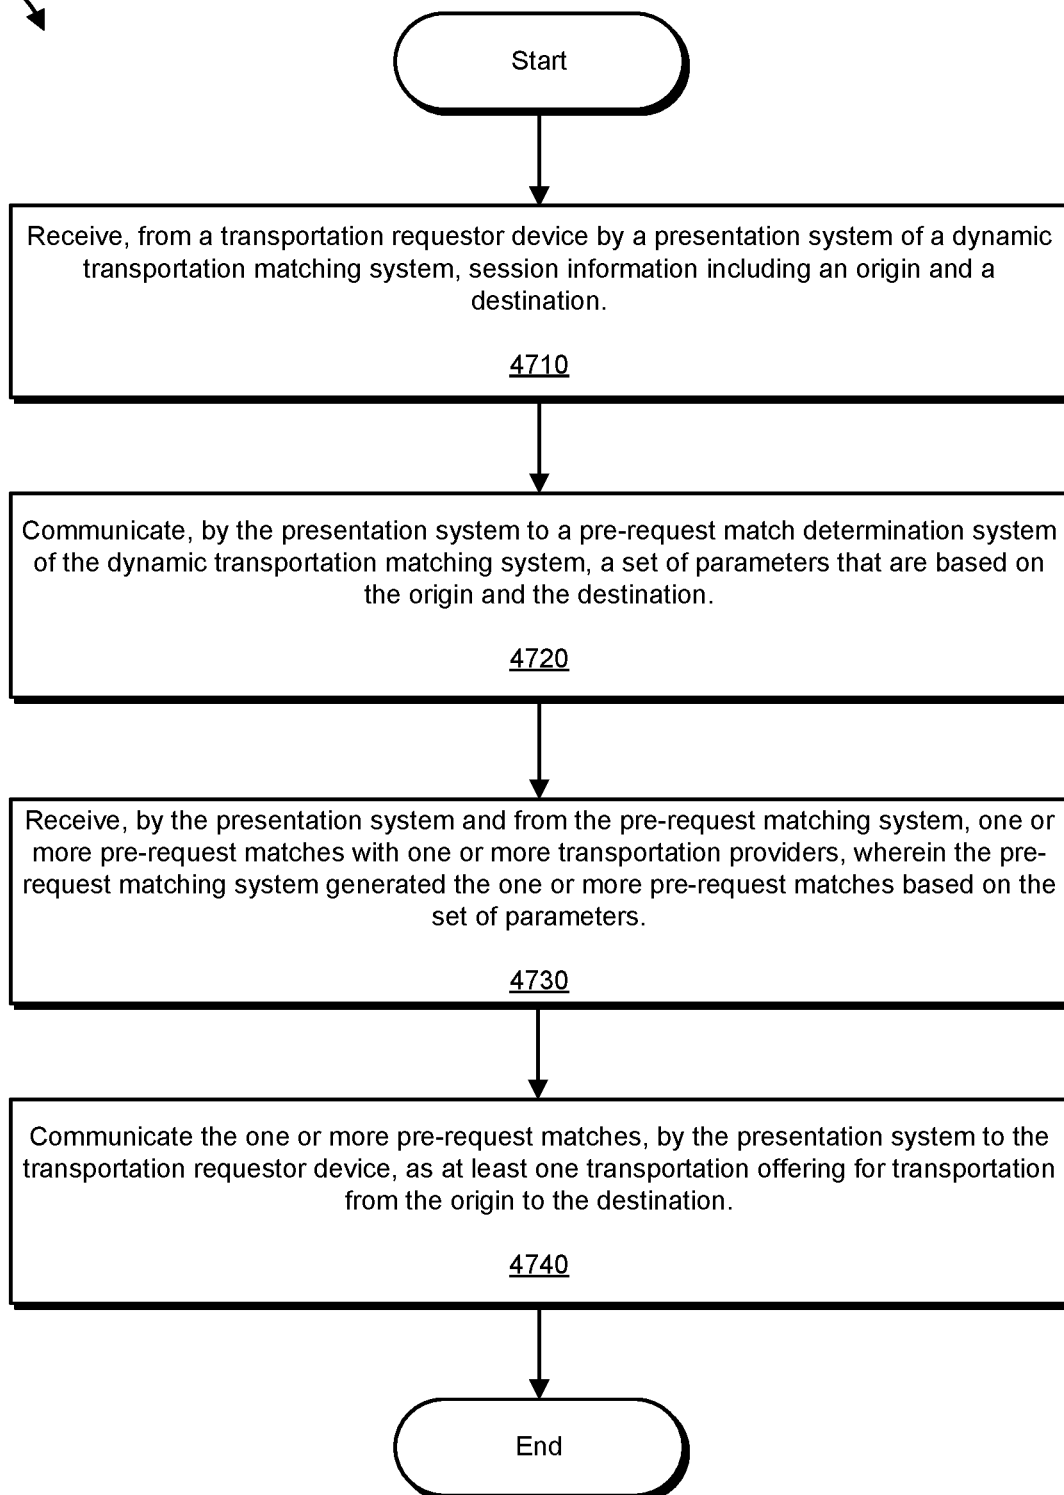 Start
Receive, from a transportation requestor device by a presentation system of a dynamic
transportation matching system, session information including an origin and a
destination.
4710
Communicate, by the presentation system to a pre-request match determination system
of the dynamic transportation matching system, a set of parameters that are based on
the origin and the destination.
4720
Receive, by the presentation system and from the pre-request matching system, one or
more pre-request matches with one or more transportation providers, wherein the pre-
request matching system generated the one or more pre-request matches based on the
set of parameters.
4730
Communicate the one or more pre-request matches, by the presentation system to the
transportation requestor device, as at least one transportation offering for transportation
from the origin to the destination.
4740
End